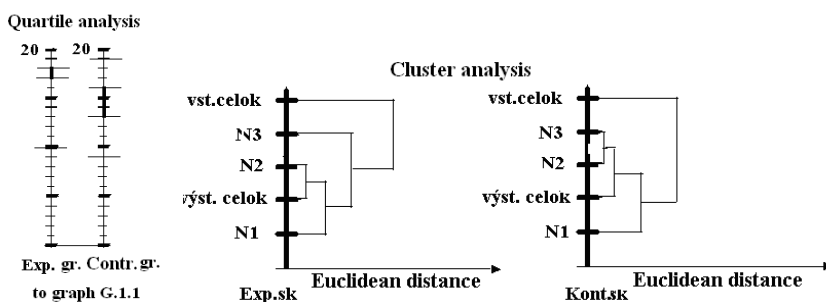 Quartile analysis
20 20
Exp. gr. Contr. gr.
to graph G.1.1
Cluster analysis
vst.celok
N3
N2
výst. celok
N1
Euclidean distance
Exp.sk
vst.celok
N3
N2
výst. celok
N1
Euclidean distance
Kont.sk